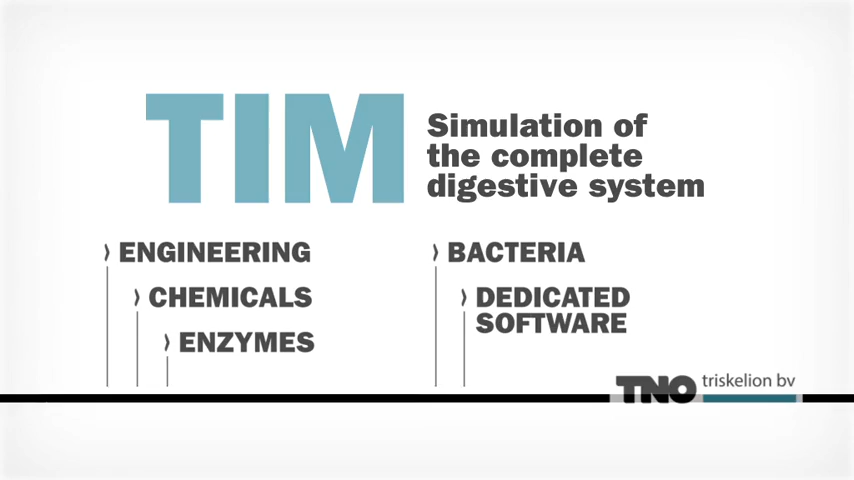 TIM
Simulation of
the complete
digestive system
ENGINEERING
CHEMICALS
ENZYMES
BACTERIA
DEDICATED
SOFTWARE
TNO triskelion bv